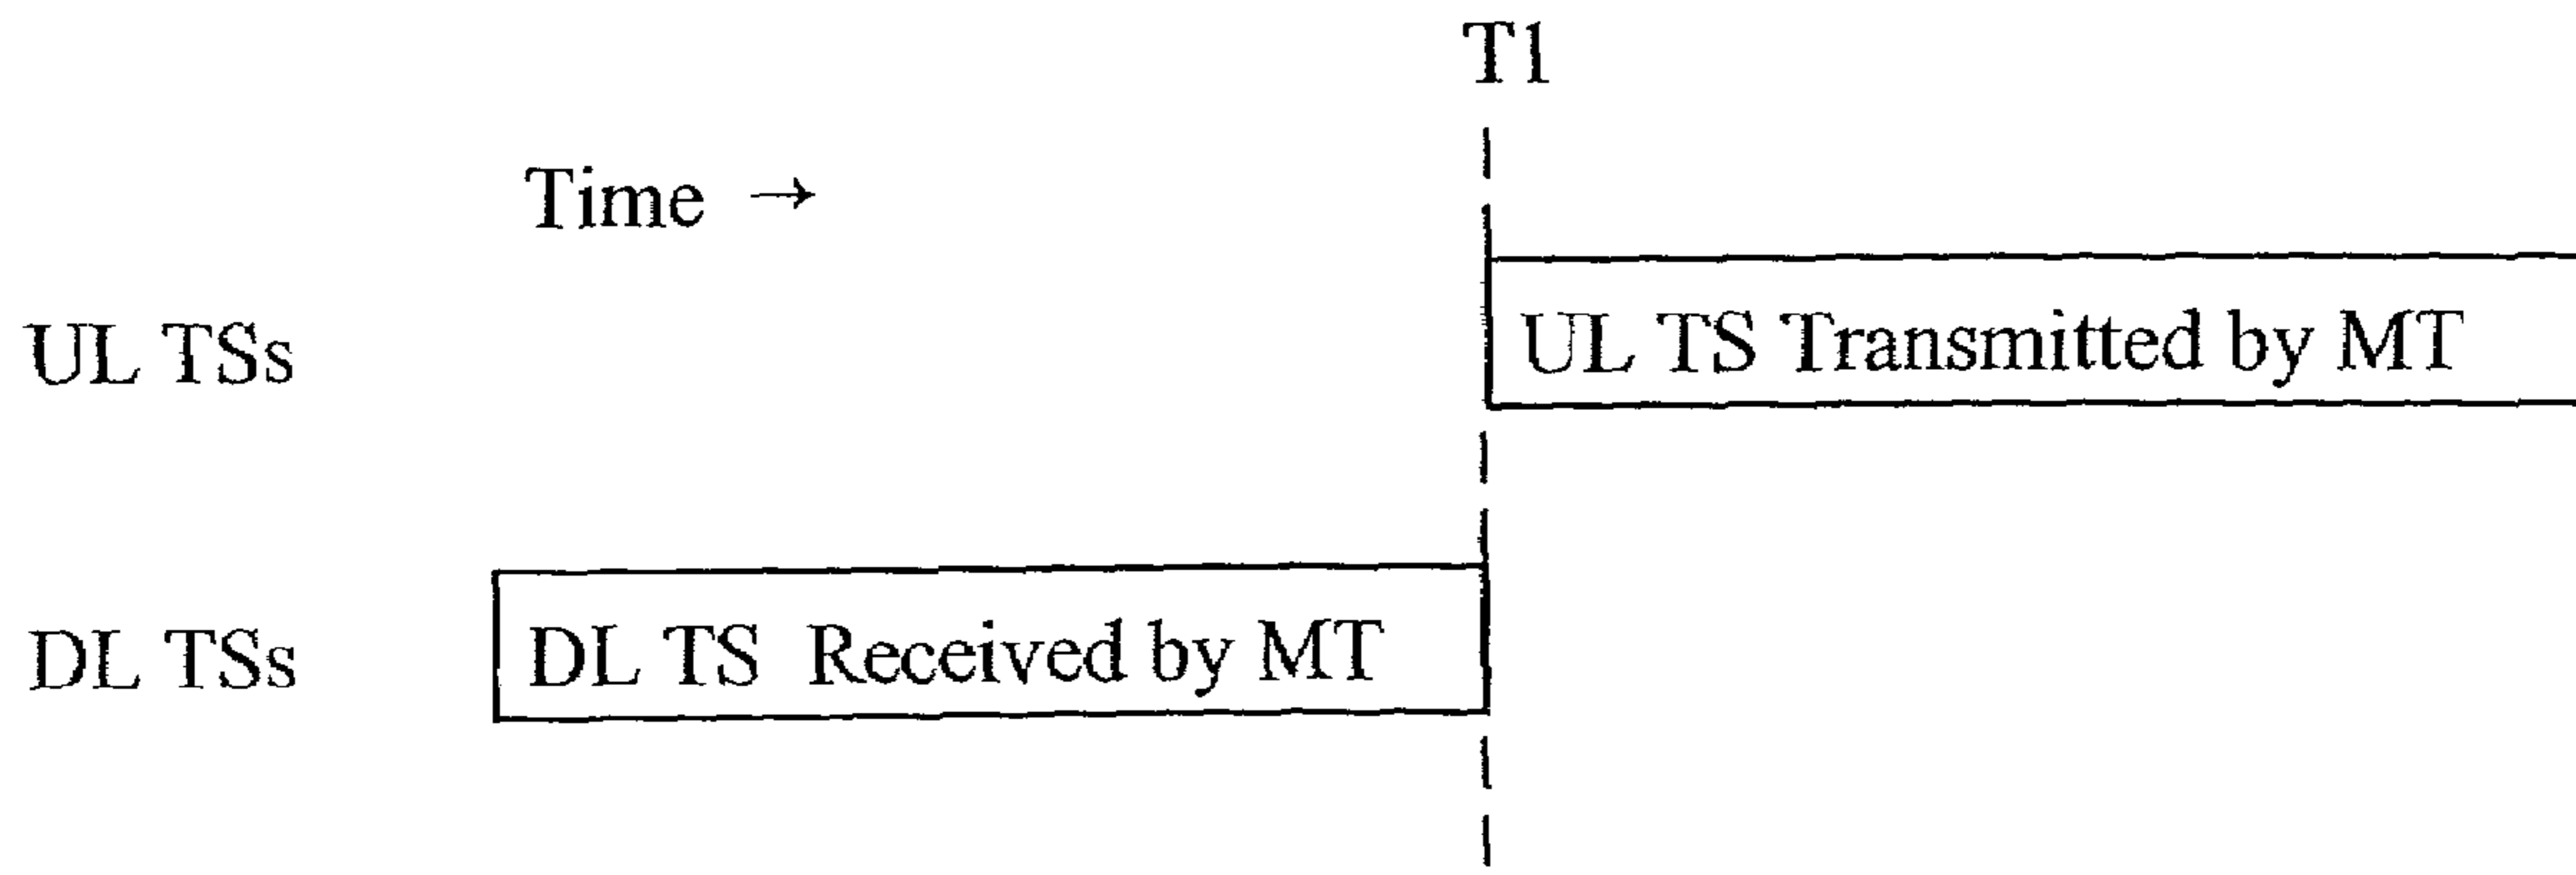 T1
Time →
UL TSs
UL TS Transmitted by MT
DL TSs
DL TS Received by MT